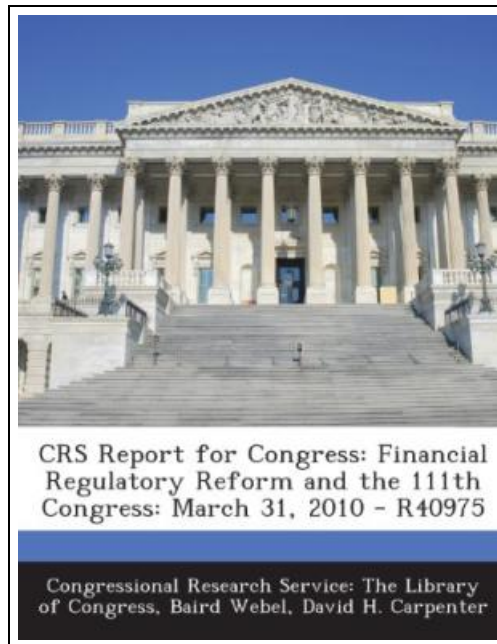 CRS Report for Congress: Financial
Regulatory Reform and the 111th
Congress: March 31, 2010 - R40975
Congressional Research Service: The Library
of Congress, Baird Webel, David H. Carpenter